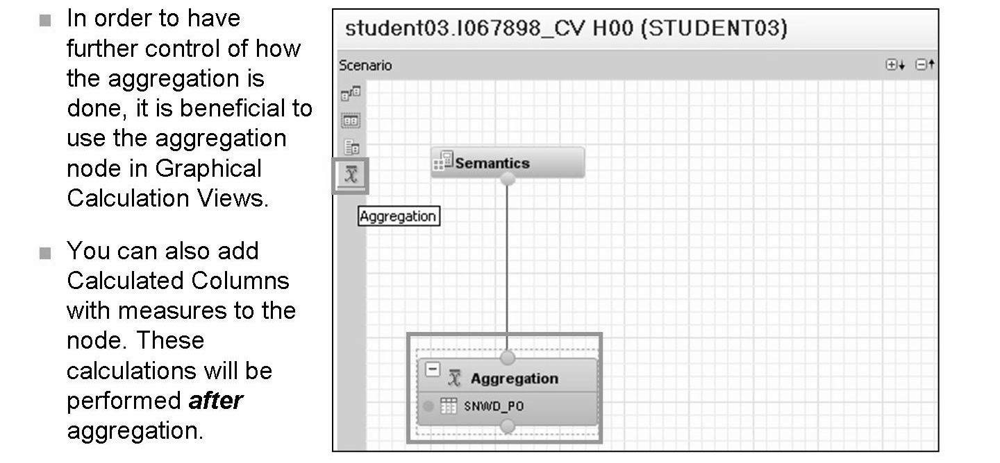 In order to have
further control of how
the aggregation is
done, it is beneficial to
use the aggregation
node in Graphical
Calculation Views.
You can also add
Calculated Columns
with measures to the
node. These
calculations will be
performed after
aggregation.
student03.I067898_CV H00 (STUDENT03)
Scenario
Semantics
Aggregation
Aggregation
SNWD_PO